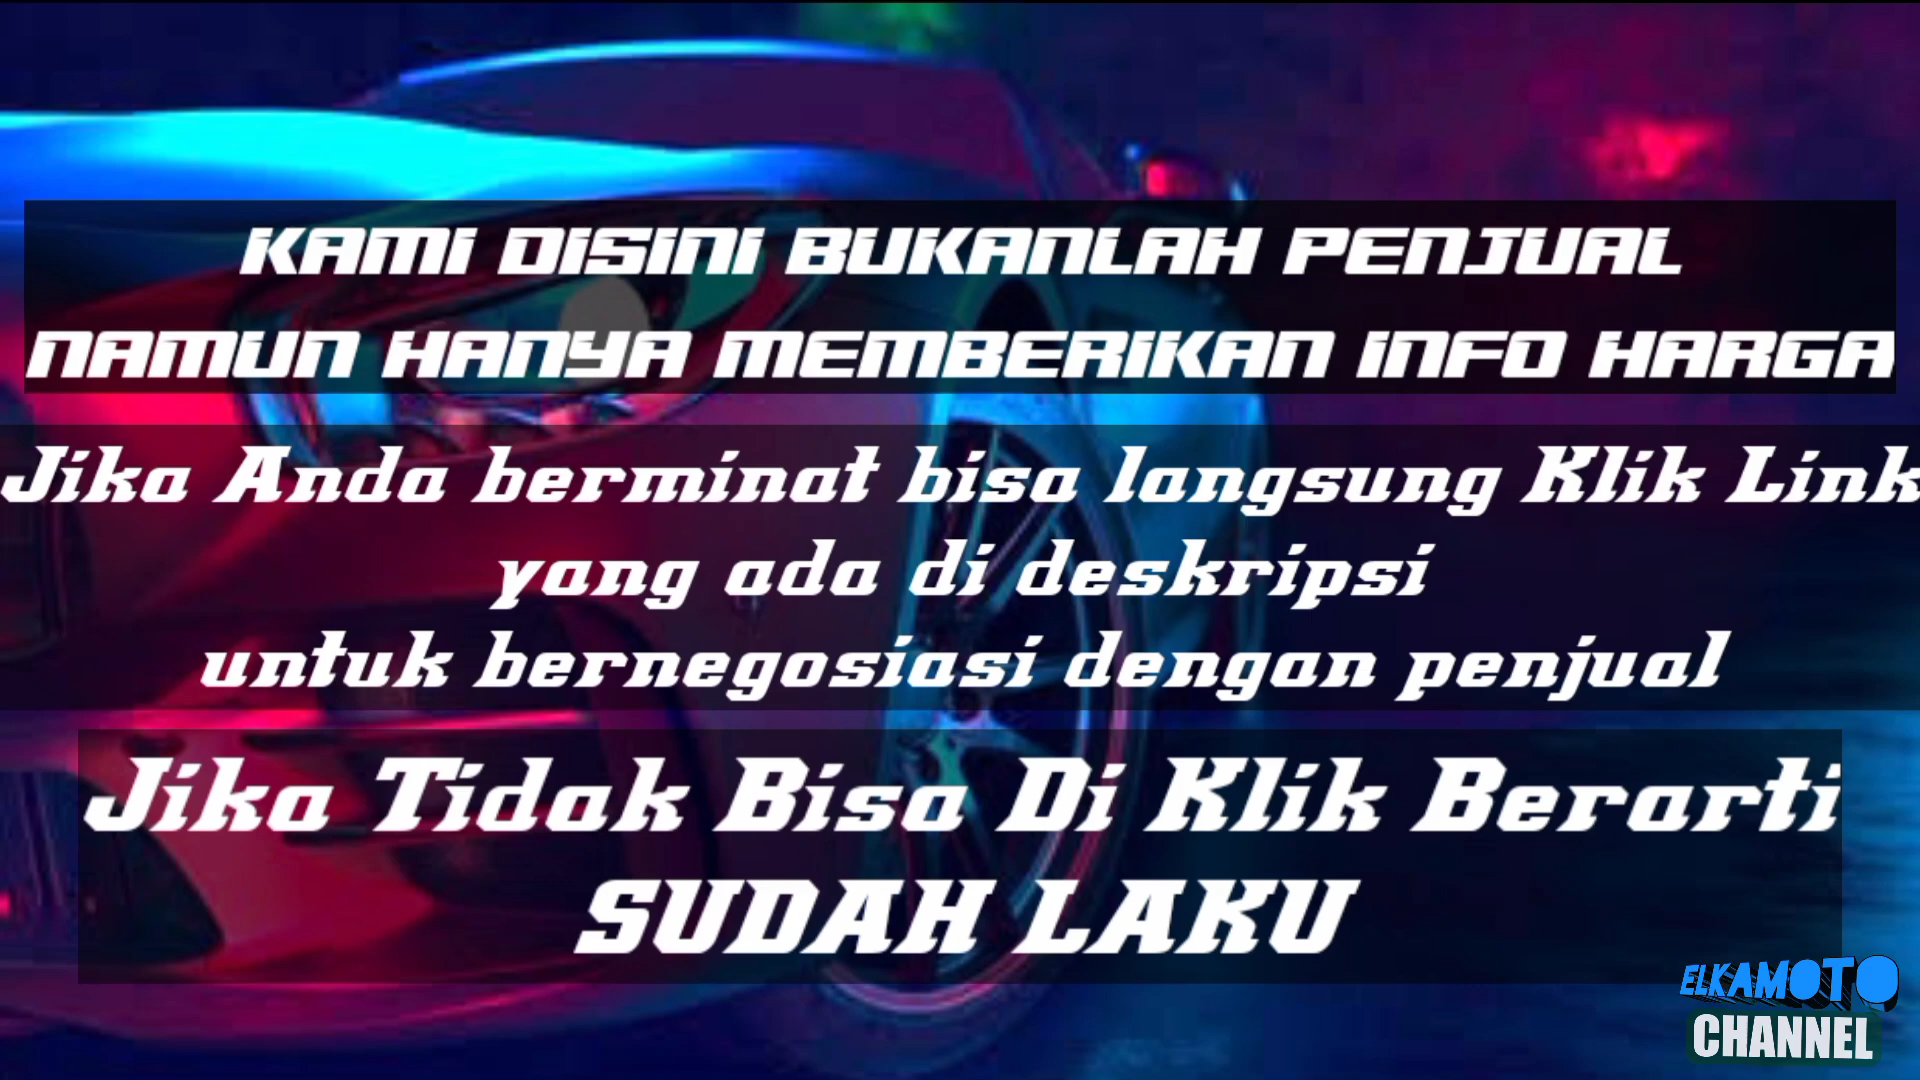 KAMI DISINI BUKANLAH PENJUAL
NAMUN HANYA MEMBERIKAN INFO HARGA
Jika Anda berminat bisa langsung Klik Link
yang ada di deskripsi
untuk bernegosiasi dengan penjual
Jika Tidak Bisa Di Klik Berarti
SUDAH LAKU
ELKAMOTO
CHANNEL